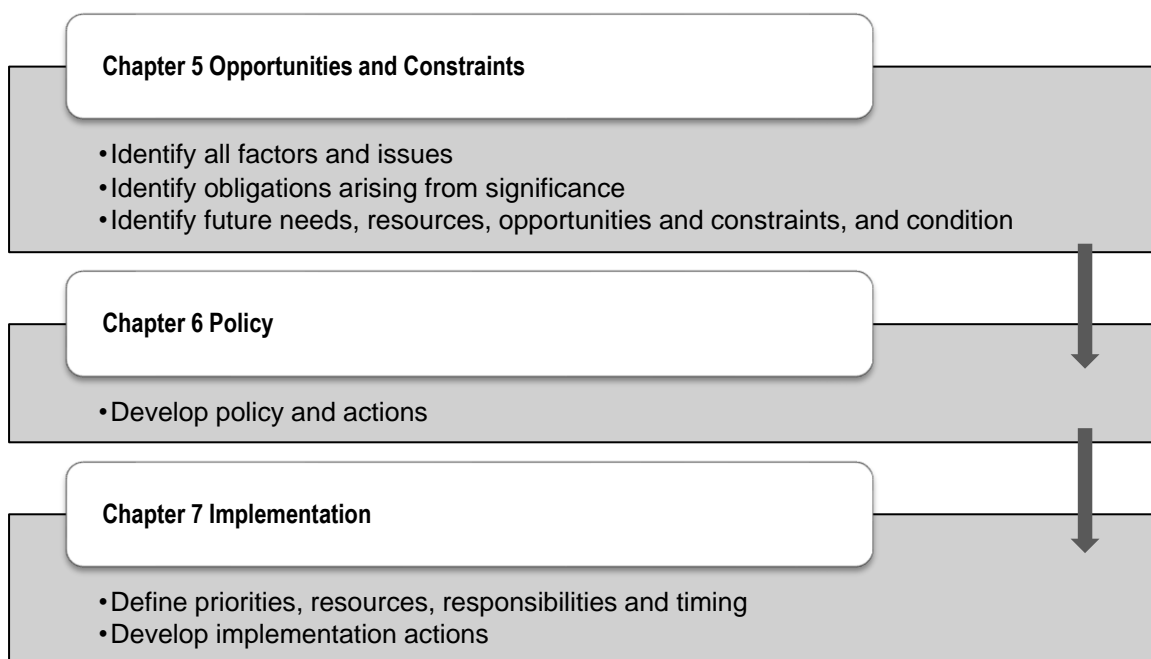 Chapter 5 Opportunities and Constraints
•Identify all factors and issues
•Identify obligations arising from significance
•Identify future needs, resources, opportunities and constraints, and condition
Chapter 6 Policy
•Develop policy and actions
Chapter 7 Implementation
•Define priorities, resources, responsibilities and timing
•Develop implementation actions